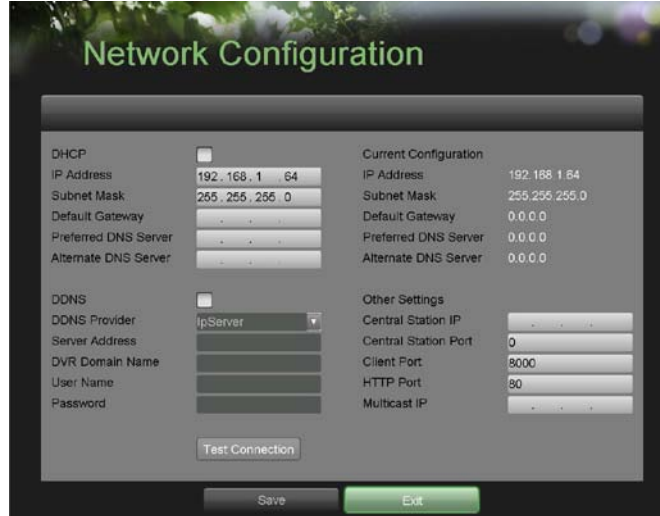 Network Configuration
DHCP
IP Address 192.168.1.64
Subnet Mask 255.255.255.0
Default Gateway . . .
Preferred DNS Server . . .
Alternate DNS Server . . .
Current Configuration
IP Address 192.168.1.64
Subnet Mask 255.255.255.0
Default Gateway 0.0.0.0
Preferred DNS Server 0.0.0.0
Alternate DNS Server 0.0.0.0
DDNS
DDNS Provider IpServer
Server Address
DVR Domain Name
User Name
Password
Other Settings
Central Station IP . . .
Central Station Port 0
Client Port 8000
HTTP Port 80
Multicast IP . . .
Test Connection
Save Exit